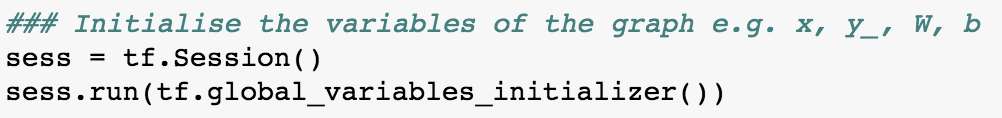 ### Initialise the variables of the graph e.g. x, y_, W, b
sess = tf.Session()
sess.run(tf.global_variables_initializer())